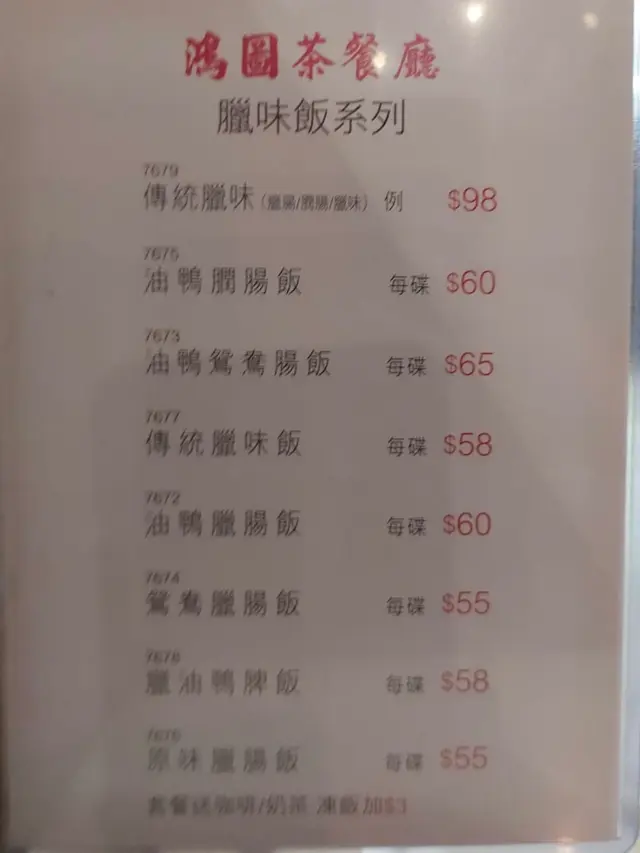 鴻圖茶餐廳
臘味飯系列
7679
傳統臘味（臘腸/膶腸/臘味） 例 $98
7675
油鴨膶腸飯 每碟 $60
7673
油鴨鴛鴦腸飯 每碟 $65
7677
傳統臘味飯 每碟 $58
7672
油鴨臘腸飯 每碟 $60
7674
鴛鴦臘腸飯 每碟 $55
7678
臘油鴨脾飯 每碟 $58
7676
原味臘腸飯 每碟 $55
套餐送咖啡/奶茶 凍飲加$3